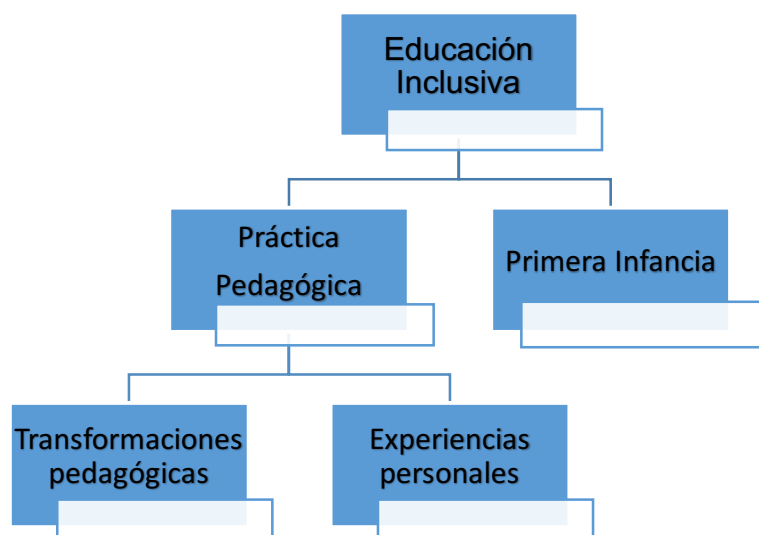 Educación
Inclusiva
Práctica
Pedagógica
Primera Infancia
Transformaciones
pedagógicas
Experiencias
personales